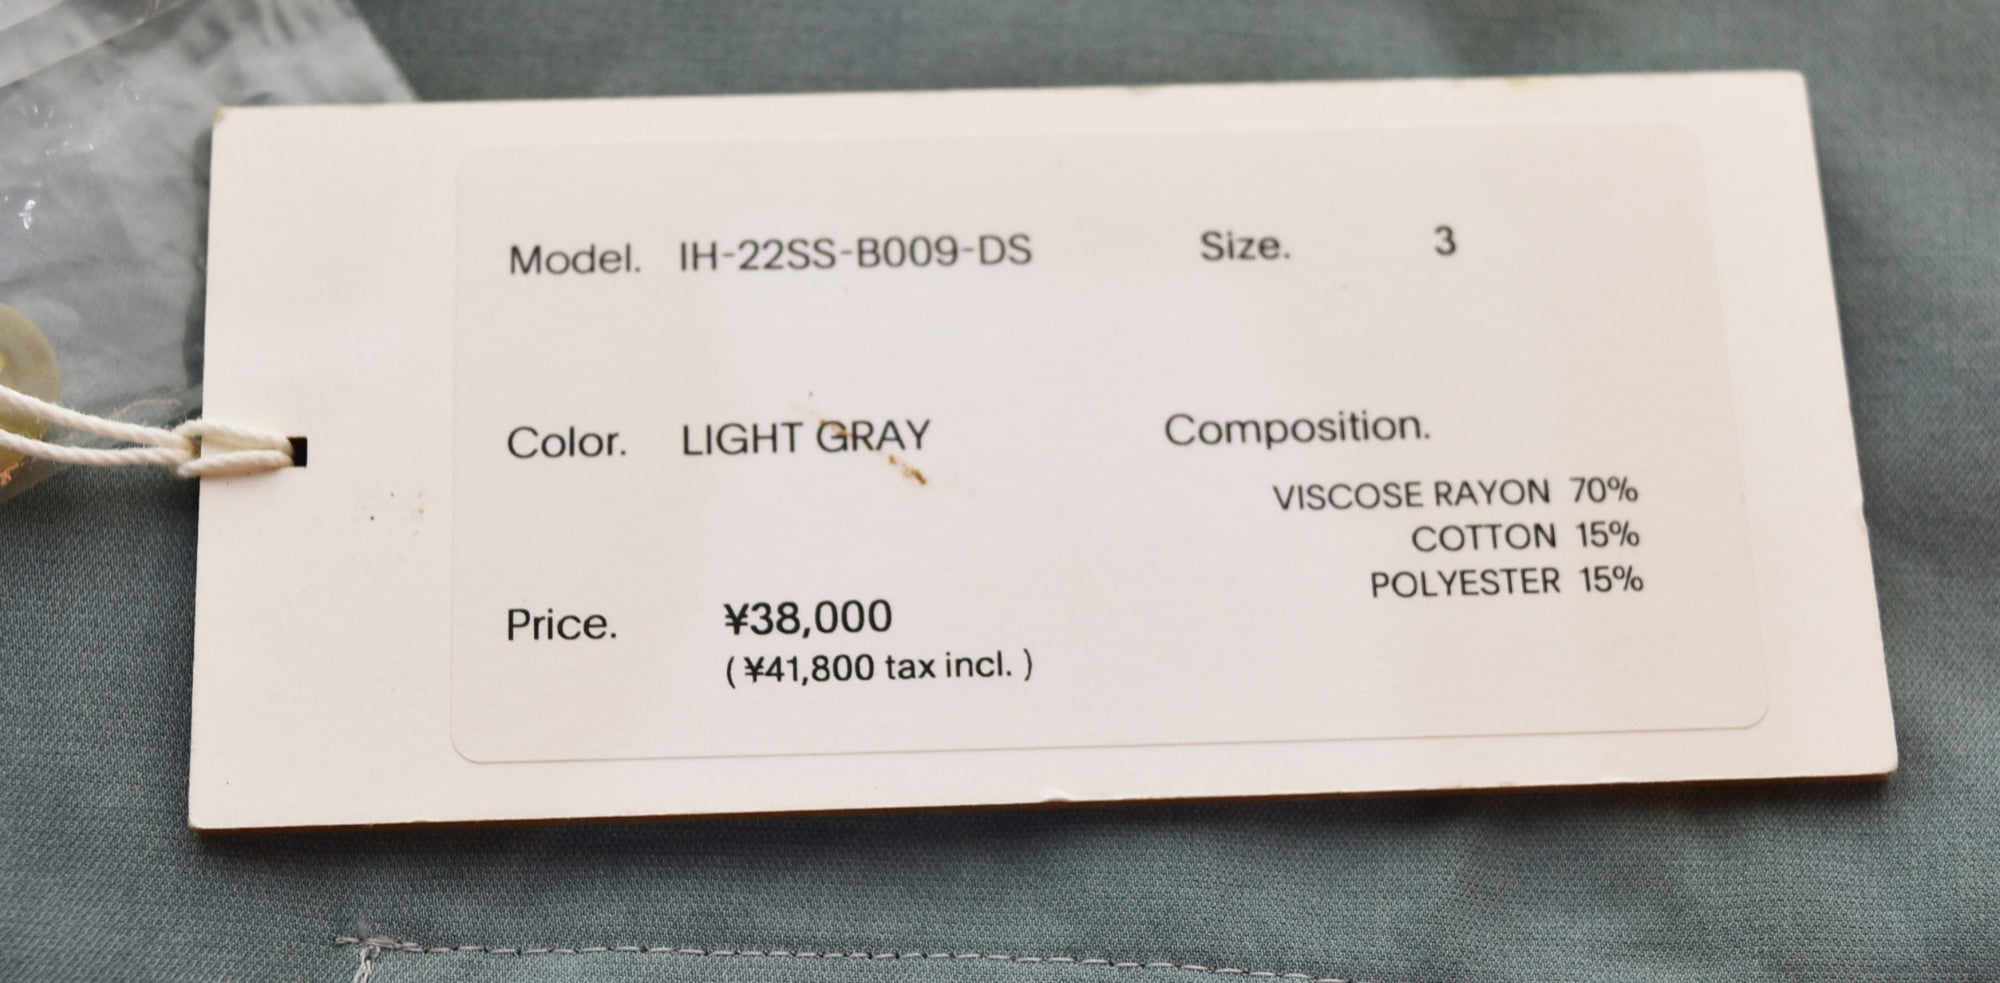 Model. IH-22SS-B009-DS Size. 3
Color. LIGHT GRAY Composition.
VISCOSE RAYON 70%
COTTON 15%
POLYESTER 15%
Price. ¥38,000
( ¥41,800 tax incl. )